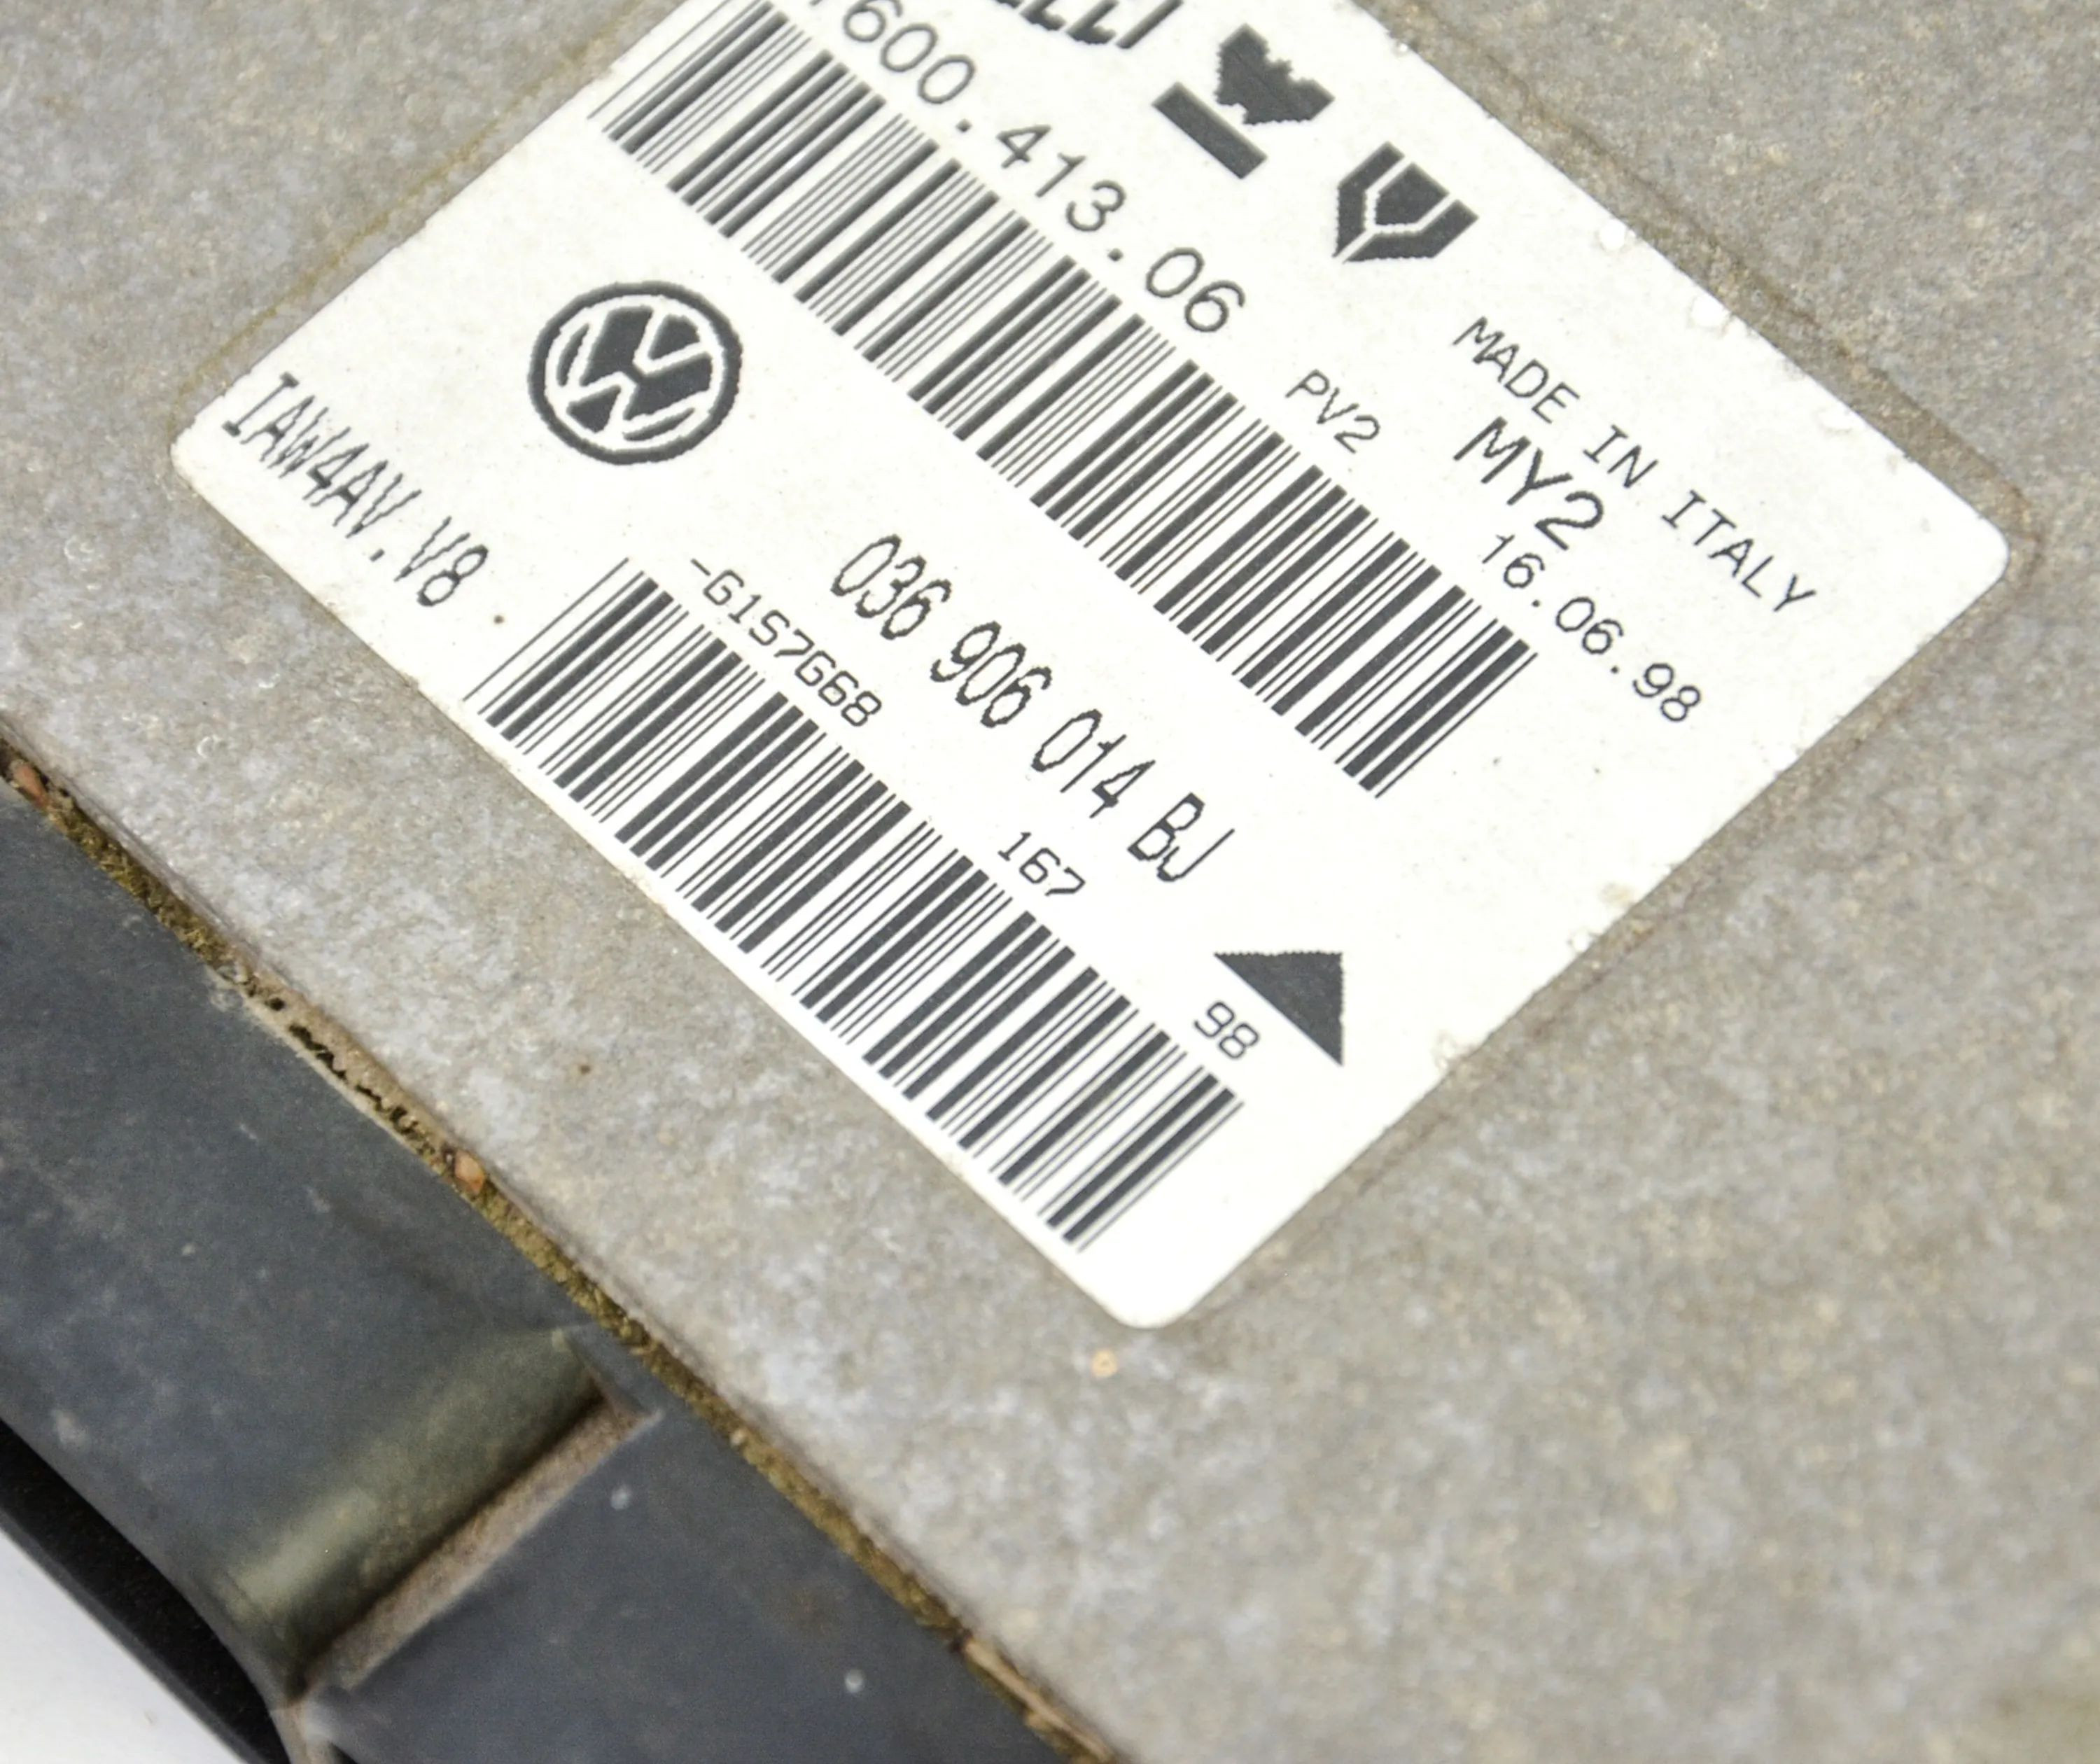 600.413.06
MADE IN ITALY
PV2 MY2
16.06.98
036 906 014 BJ
-G1S7668 167 98
IAW4AV.V8